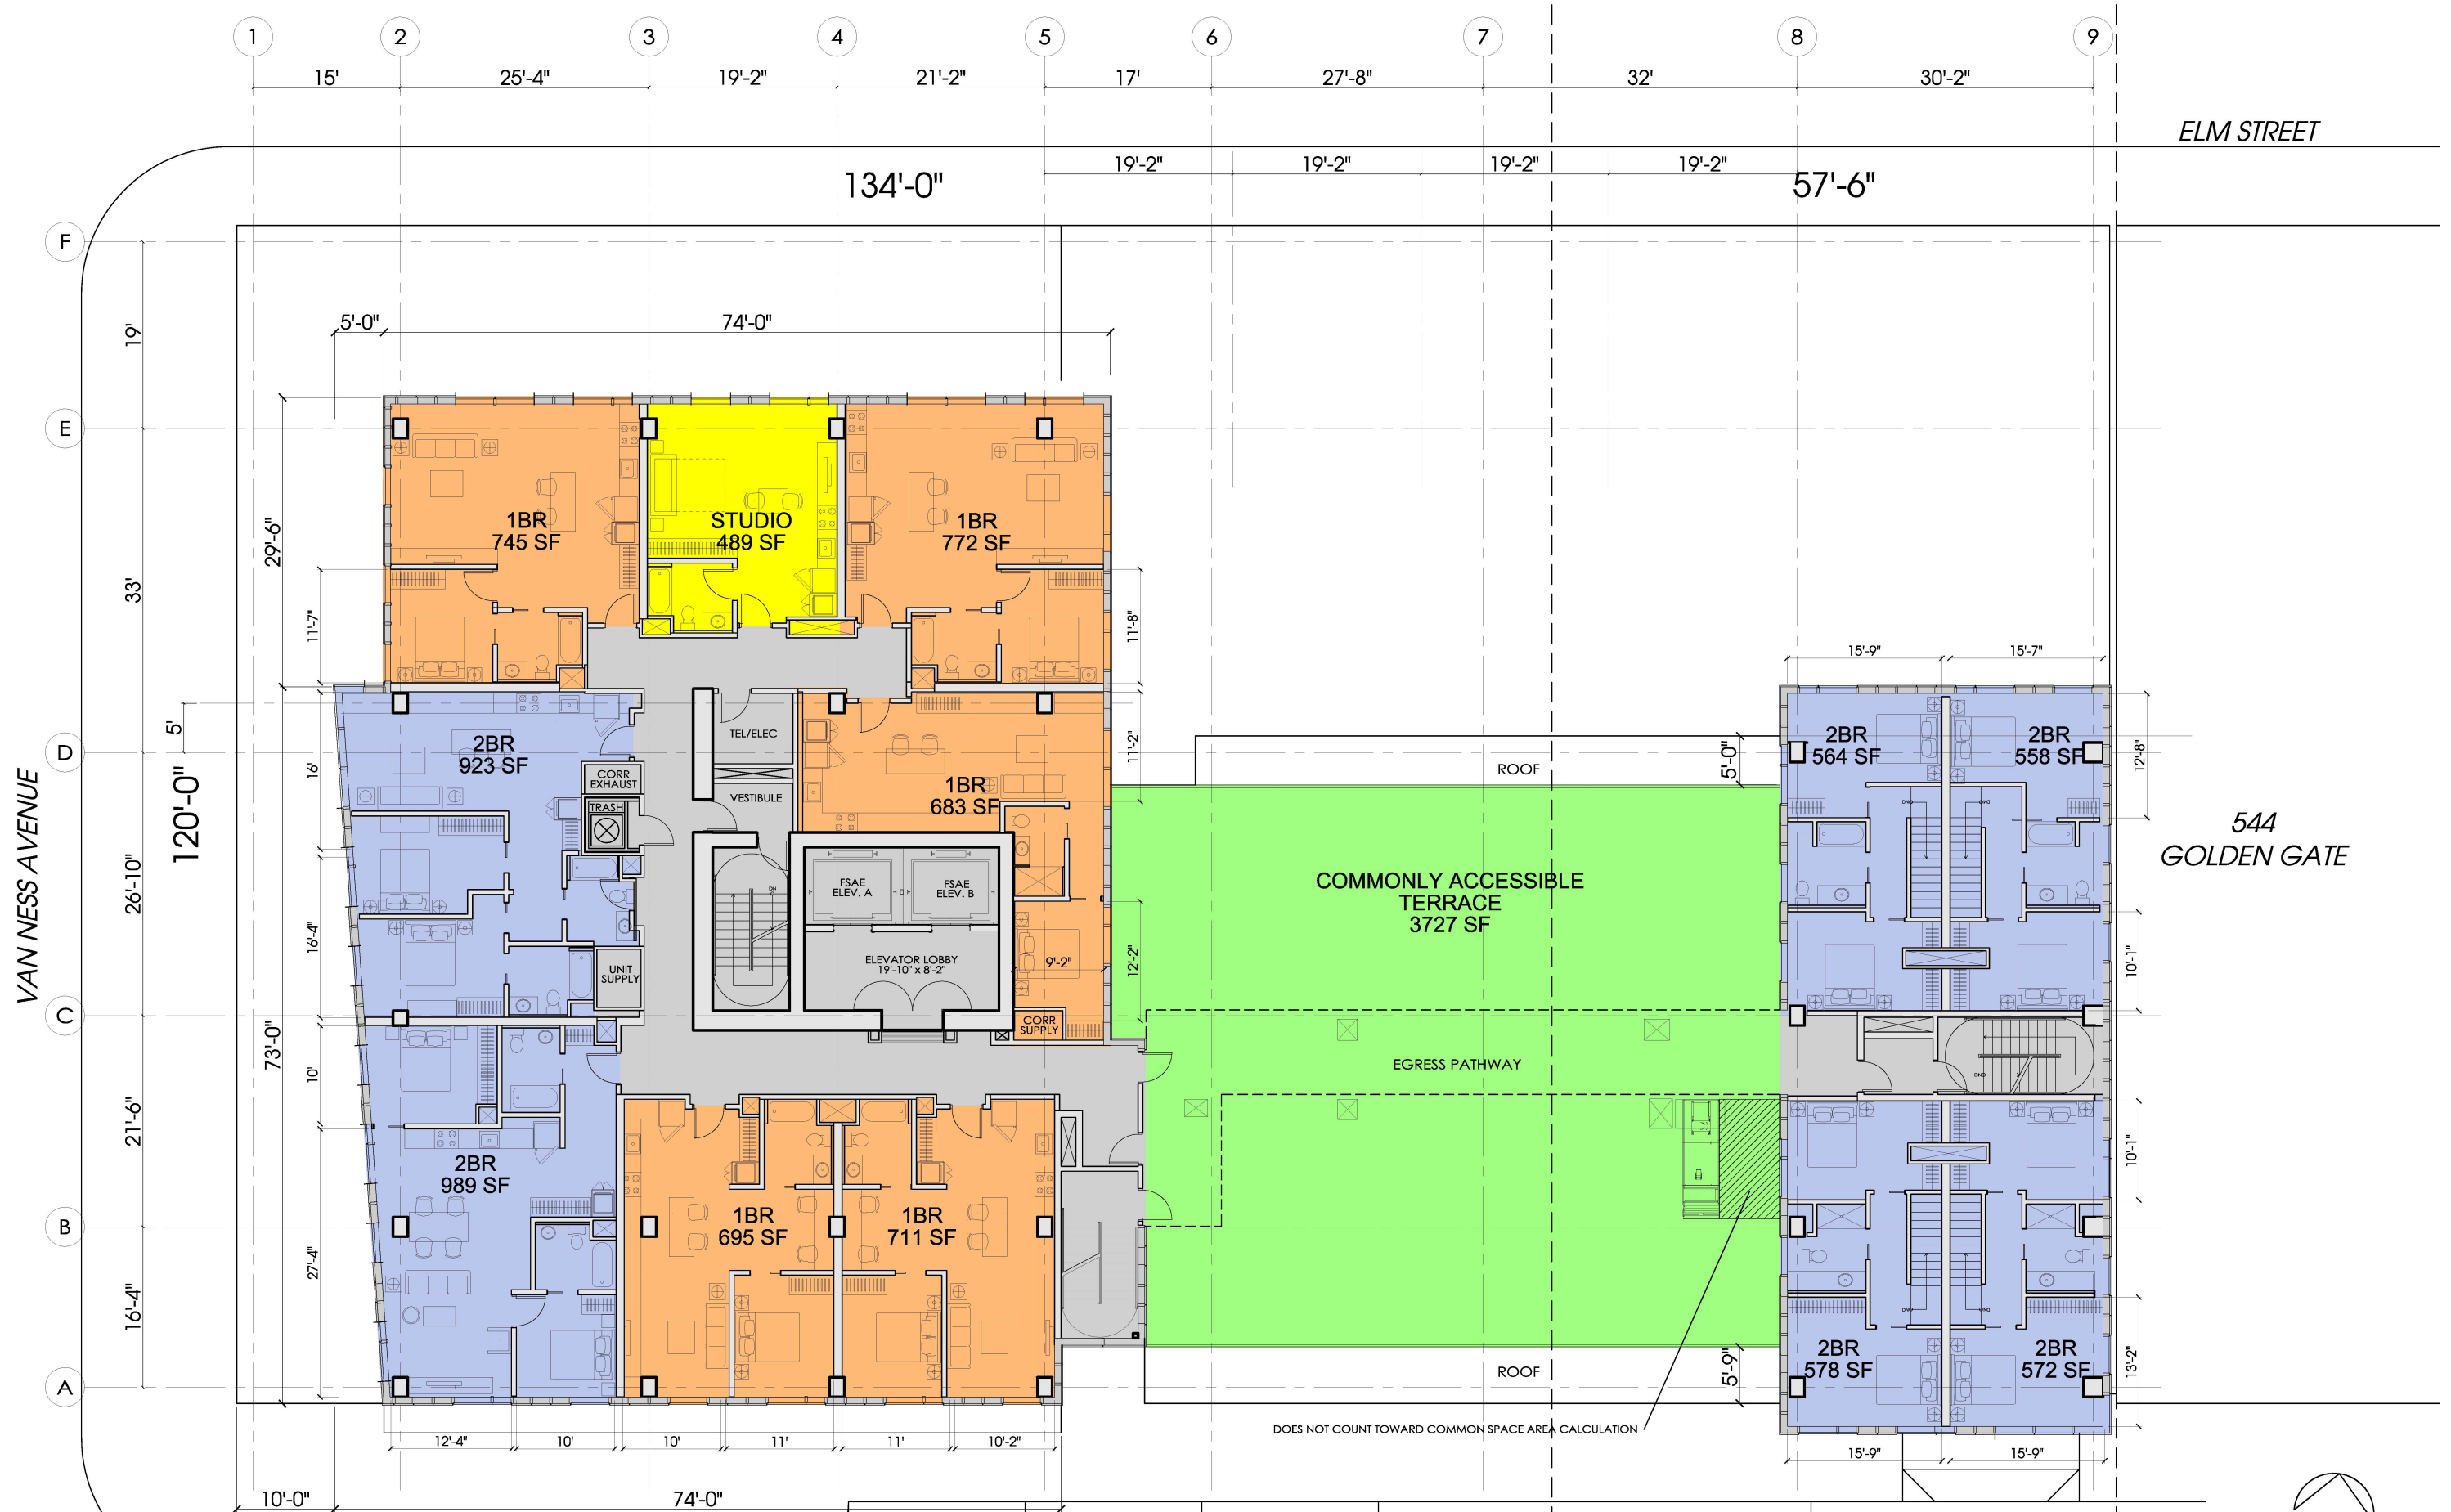 1 2 3 4 5 6 7 8 9
15' 25'-4" 19'-2" 21'-2" 17' 27'-8" 32' 30'-2"
ELM STREET
19'-2" 19'-2" 19'-2" 19'-2"
134'-0" 57'-6"
F
19'
5'-0" 74'-0"
E
29'-6"
33'
11'-7"
1BR
745 SF
STUDIO
489 SF
1BR
772 SF
11'-8"
15'-9" 15'-7"
5'
D
120'-0"
VAN NESS AVENUE
16'
2BR
923 SF
CORR
EXHAUST
TRASH
TEL/ELEC
VESTIBULE
1BR
683 SF
11'-2"
ROOF
5'-0"
2BR
564 SF
2BR
558 SF
12'-8"
544
GOLDEN GATE
26'-10"
16'-4"
DN
FSAE
ELEV. A
FSAE
ELEV. B
COMMONLY ACCESSIBLE
TERRACE
3727 SF
DN DN
UNIT
SUPPLY
ELEVATOR LOBBY
19'-10" x 8'-2"
9'-2"
12'-2"
10'-1"
C
73'-0"
CORR
SUPPLY
10'
EGRESS PATHWAY
DN
DN
21'-6"
2BR
989 SF
10'-1"
B
1BR
695 SF
1BR
711 SF
27'-4"
16'-4"
DN DN
2BR
578 SF
2BR
572 SF
13'-2"
ROOF
5'-9"
A
DOES NOT COUNT TOWARD COMMON SPACE AREA CALCULATION
12'-4" 10' 10' 11' 11' 10'-2"
15'-9" 15'-9"
10'-0" 74'-0"